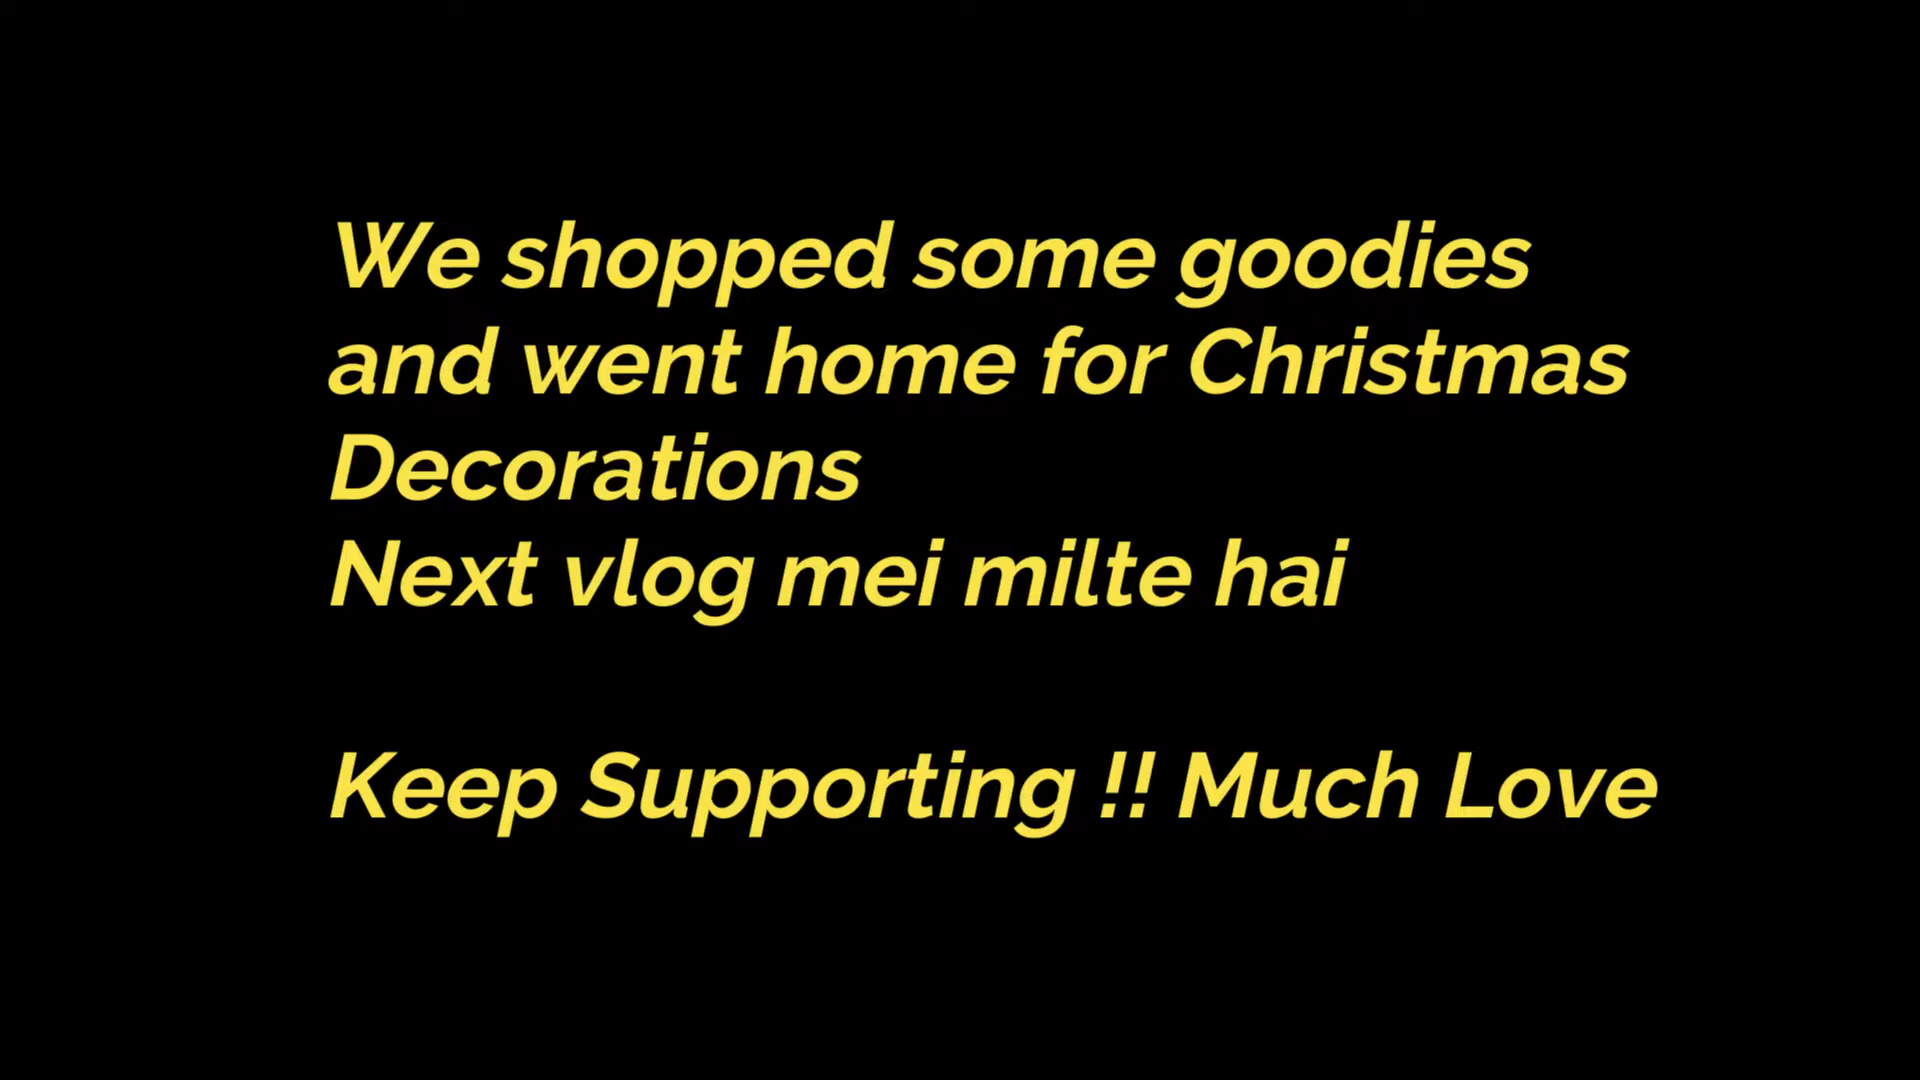 We shopped some goodies
and went home for Christmas
Decorations
Next vlog mei milte hai
Keep Supporting !! Much Love